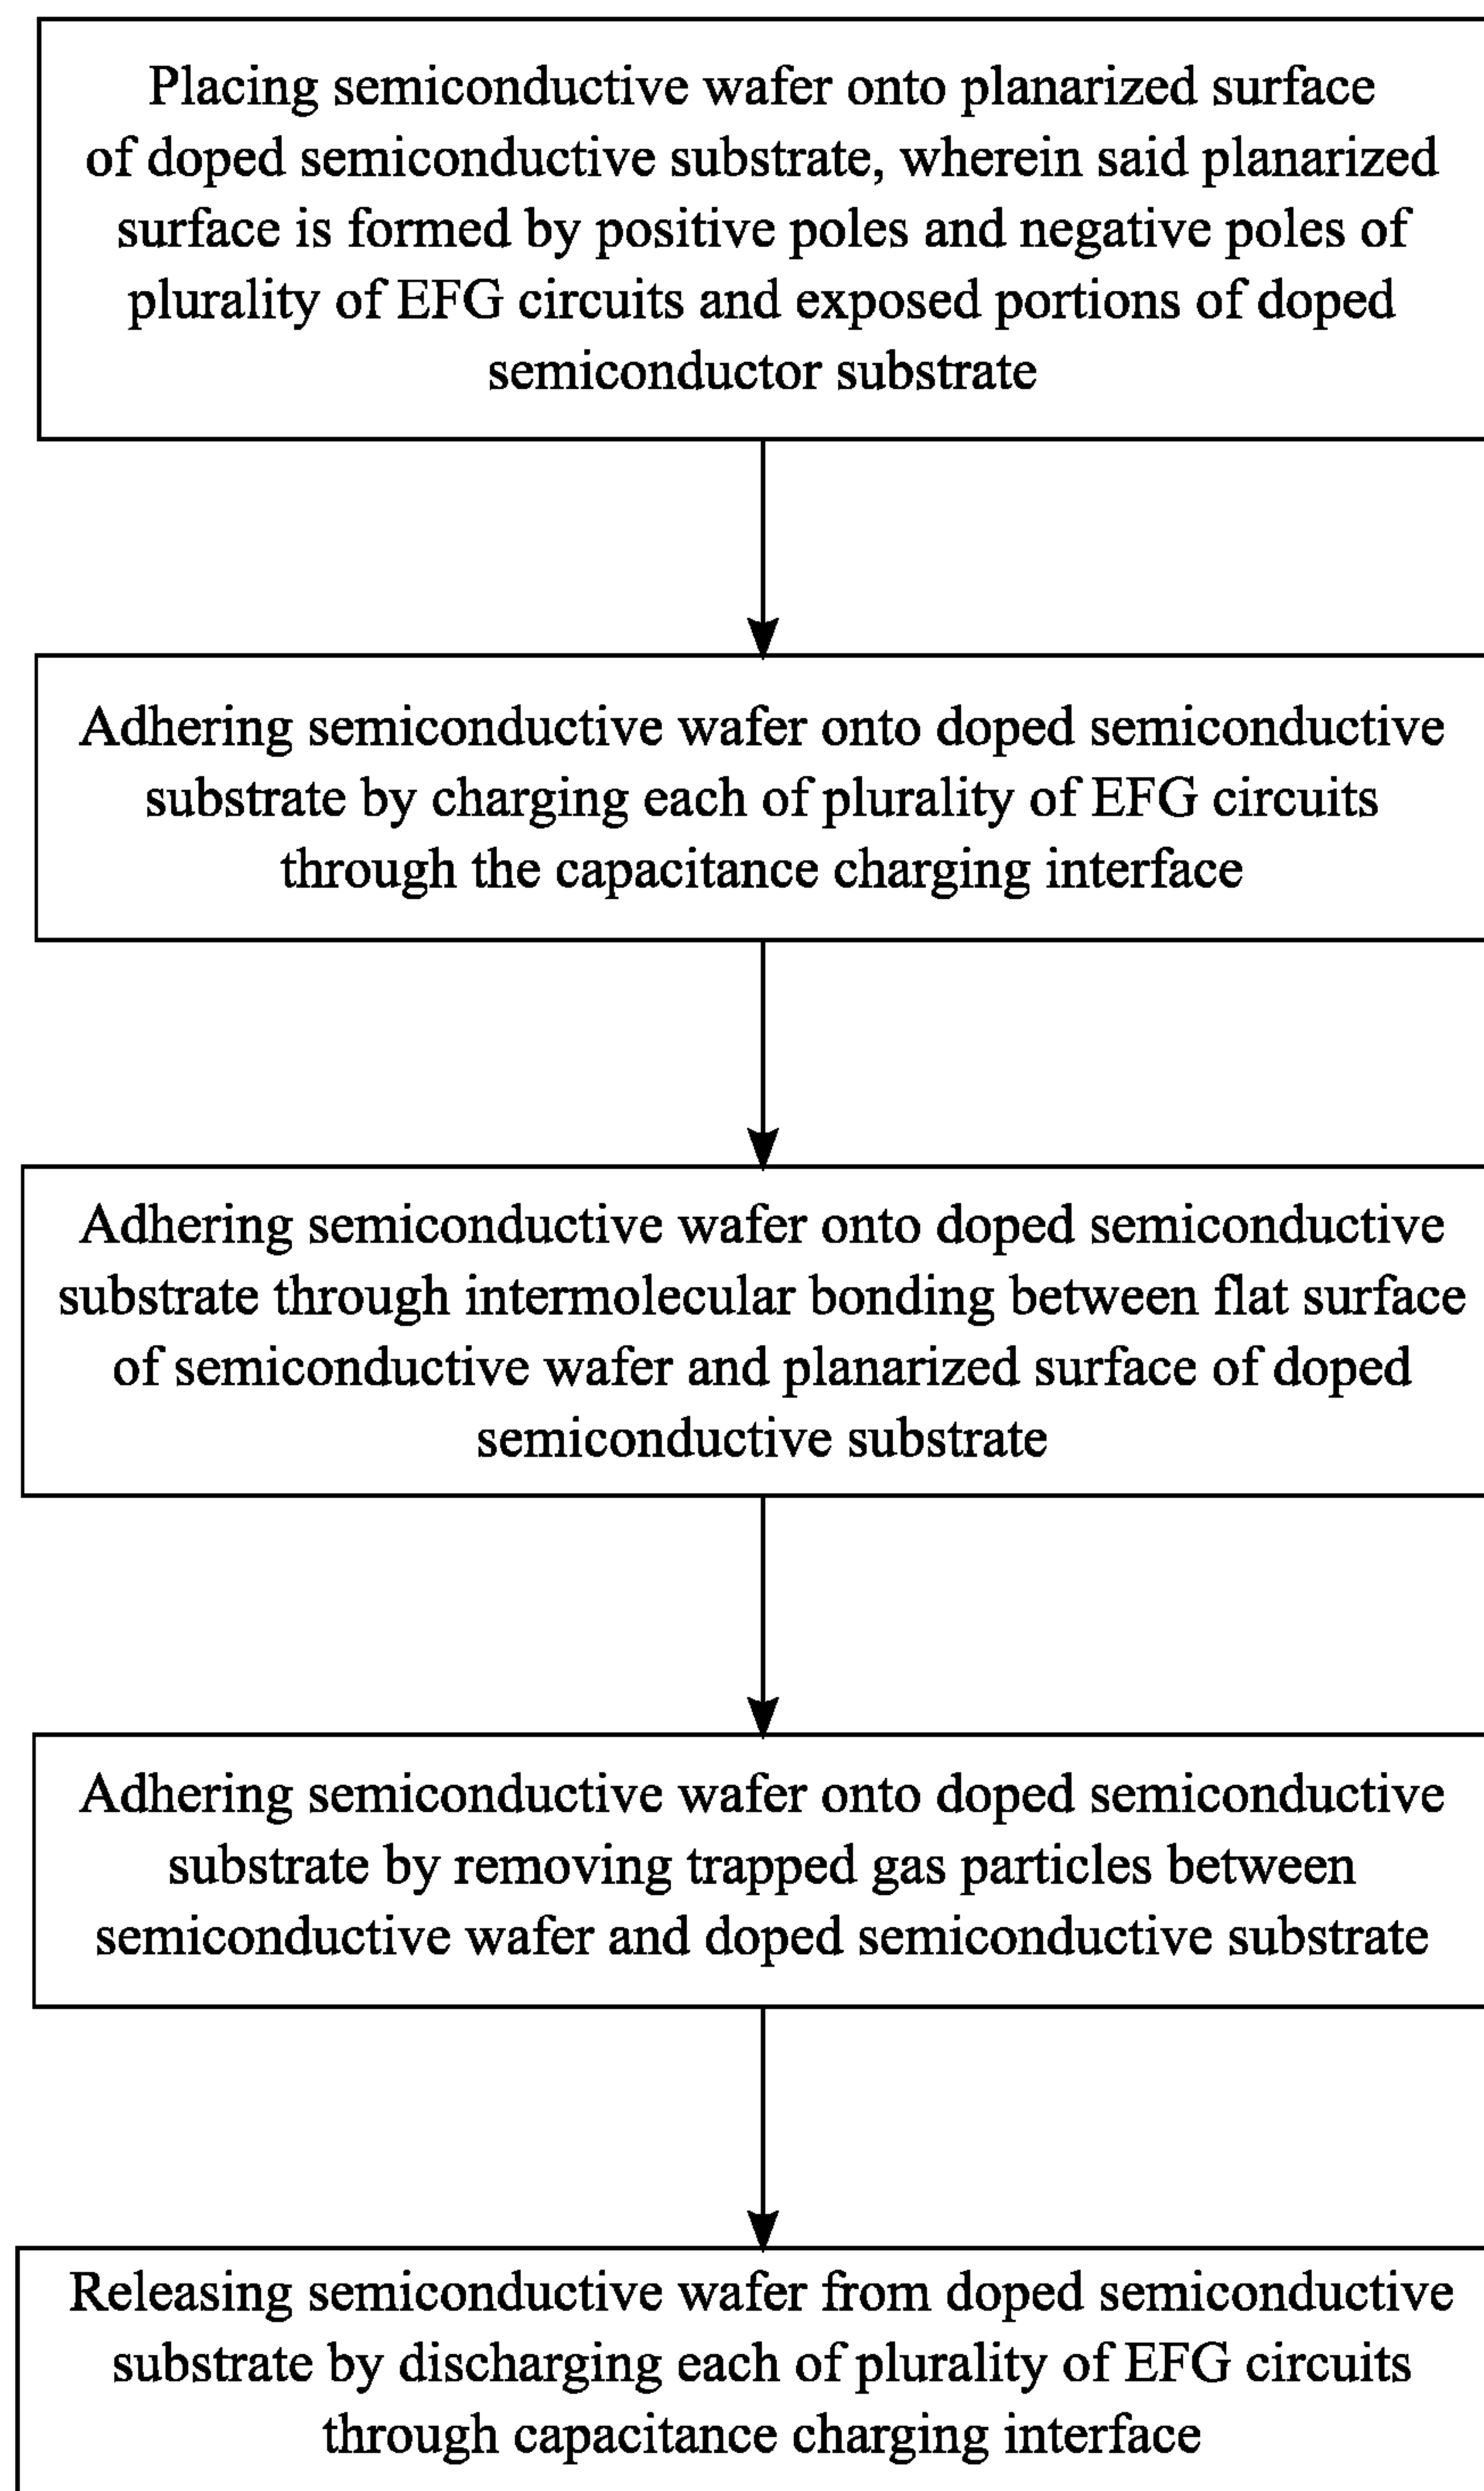 Placing semiconductive wafer onto planarized surface
of doped semiconductive substrate, wherein said planarized
surface is formed by positive poles and negative poles of
plurality of EFG circuits and exposed portions of doped
semiconductor substrate
Adhering semiconductive wafer onto doped semiconductive
substrate by charging each of plurality of EFG circuits
through the capacitance charging interface
Adhering semiconductive wafer onto doped semiconductive
substrate through intermolecular bonding between flat surface
of semiconductive wafer and planarized surface of doped
semiconductive substrate
Adhering semiconductive wafer onto doped semiconductive
substrate by removing trapped gas particles between
semiconductive wafer and doped semiconductive substrate
Releasing semiconductive wafer from doped semiconductive
substrate by discharging each of plurality of EFG circuits
through capacitance charging interface